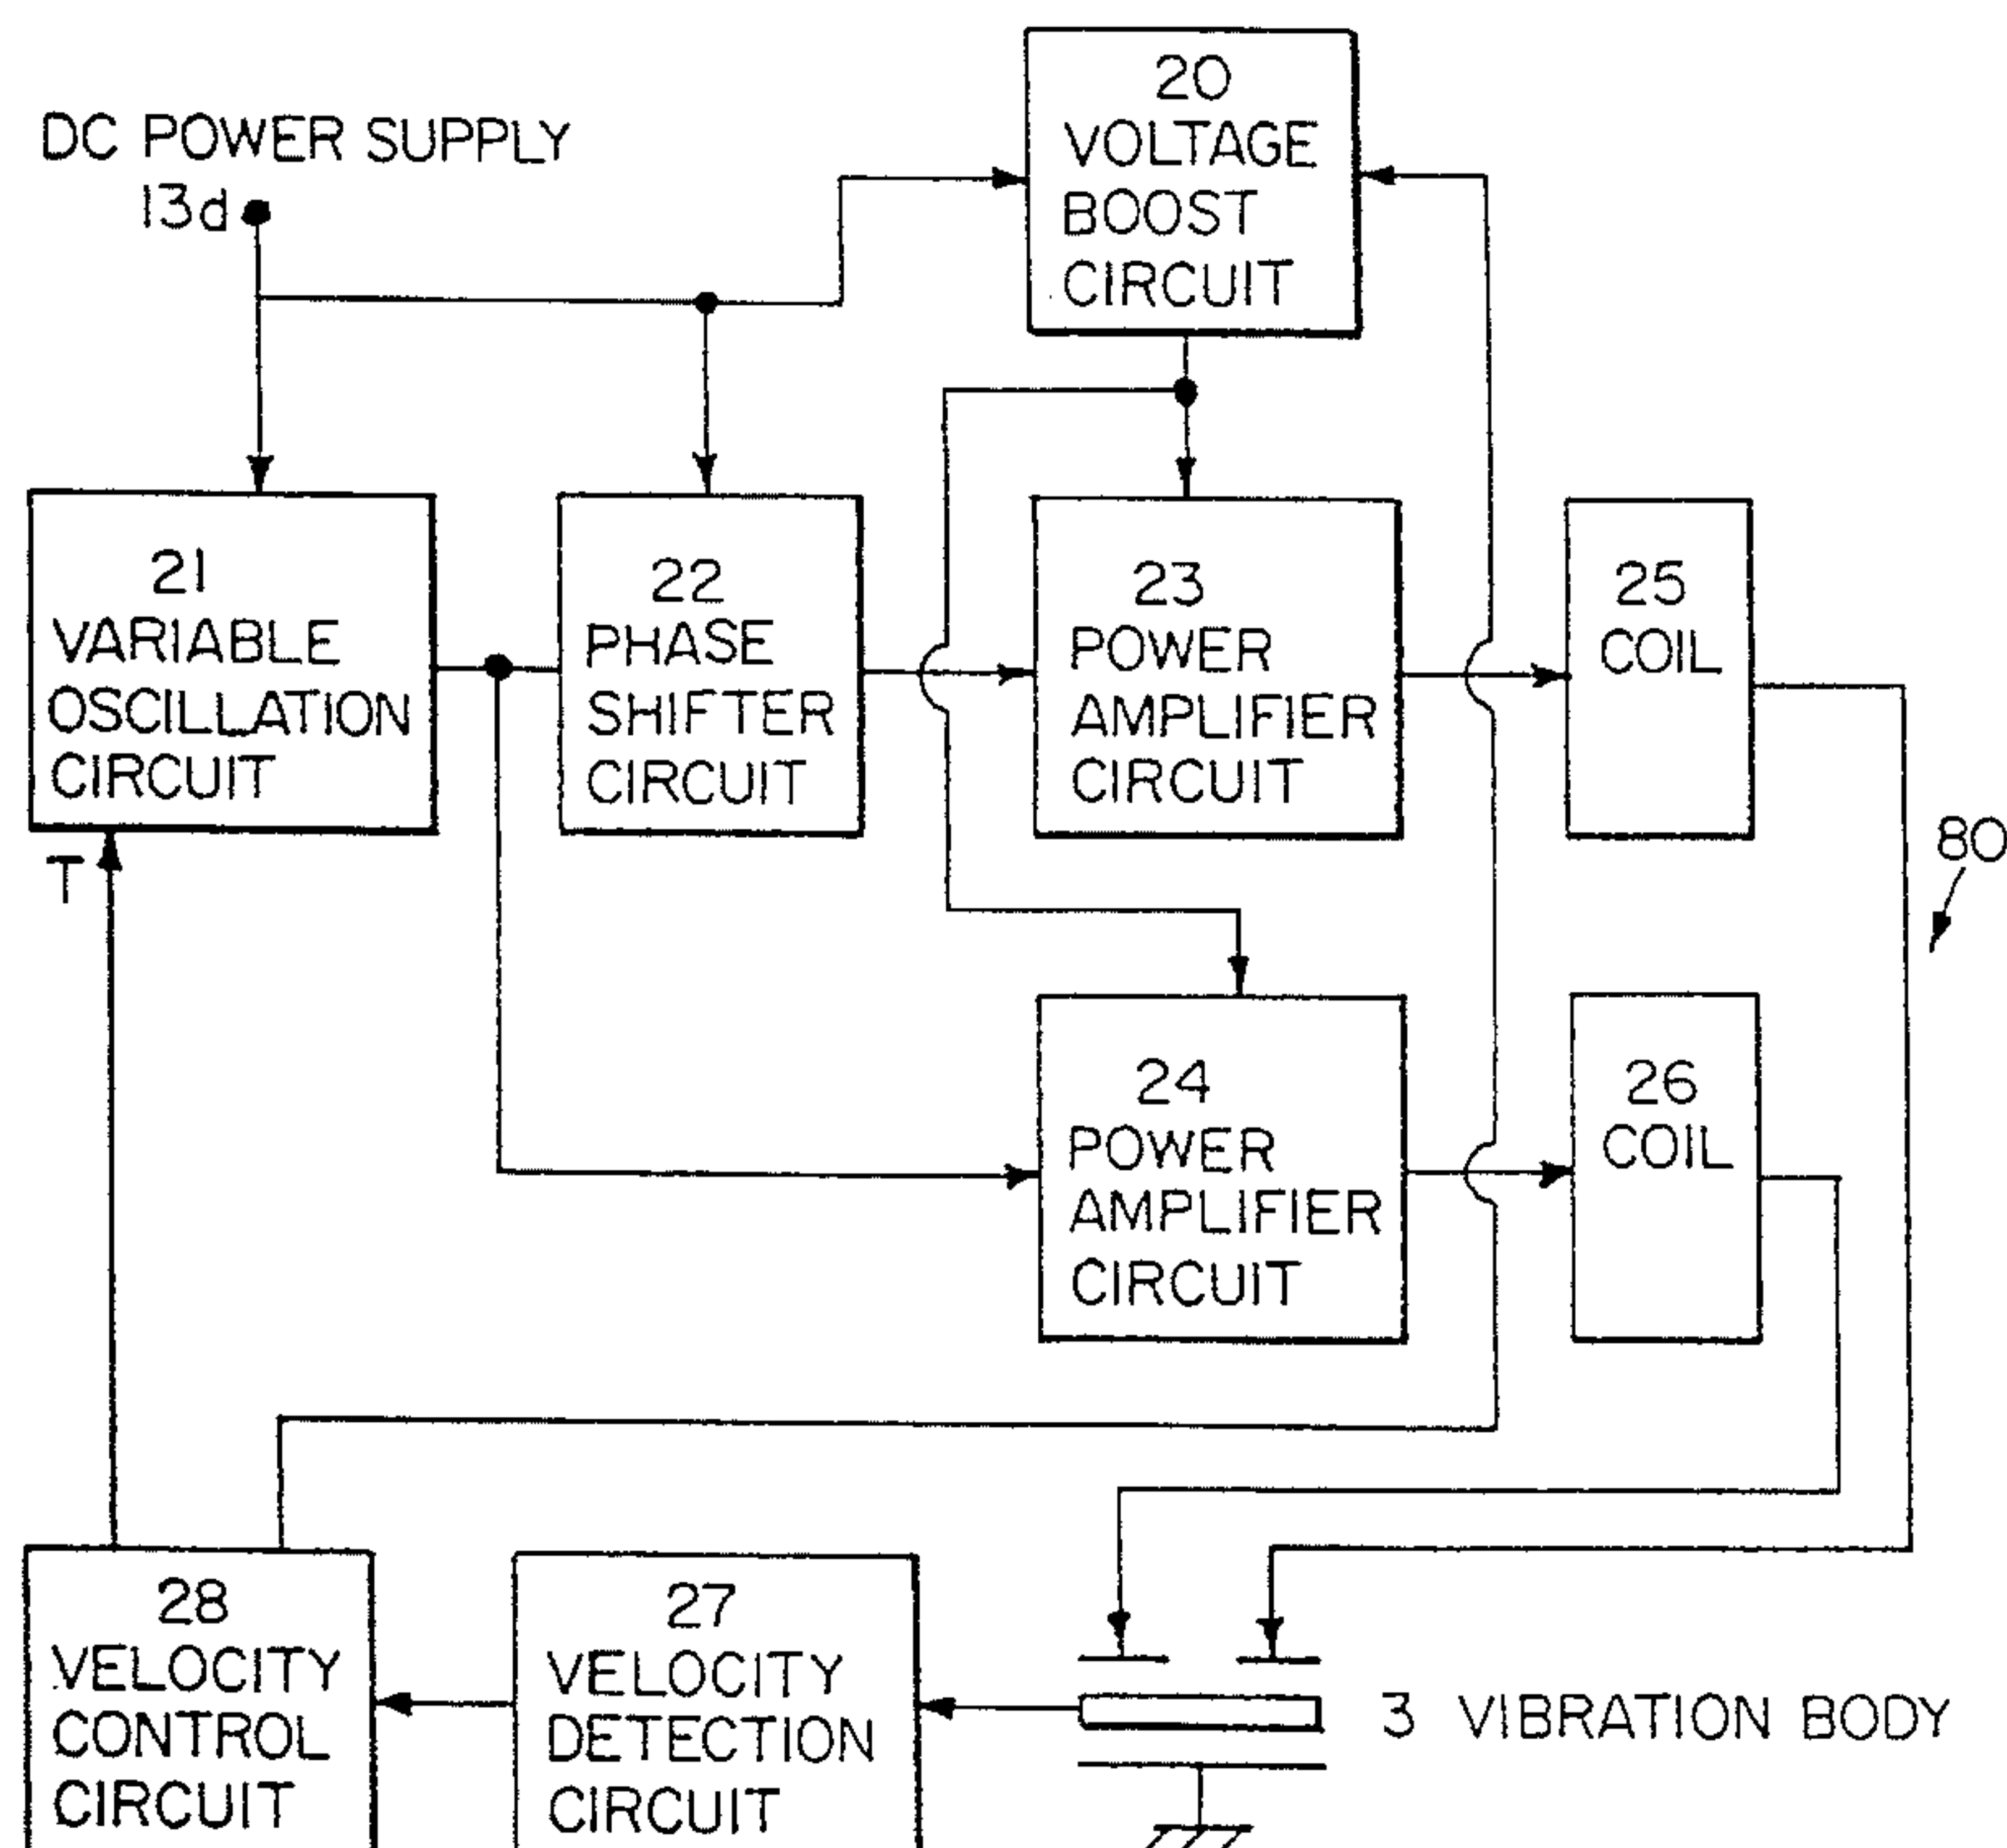 20
VOLTAGE
BOOST
CIRCUIT
DC POWER SUPPLY
13d
21
VARIABLE
OSCILLATION
CIRCUIT
22
PHASE
SHIFTER
CIRCUIT
23
POWER
AMPLIFIER
CIRCUIT
25
COIL
T
80
24
POWER
AMPLIFIER
CIRCUIT
26
COIL
28
VELOCITY
CONTROL
CIRCUIT
27
VELOCITY
DETECTION
CIRCUIT
3 VIBRATION BODY